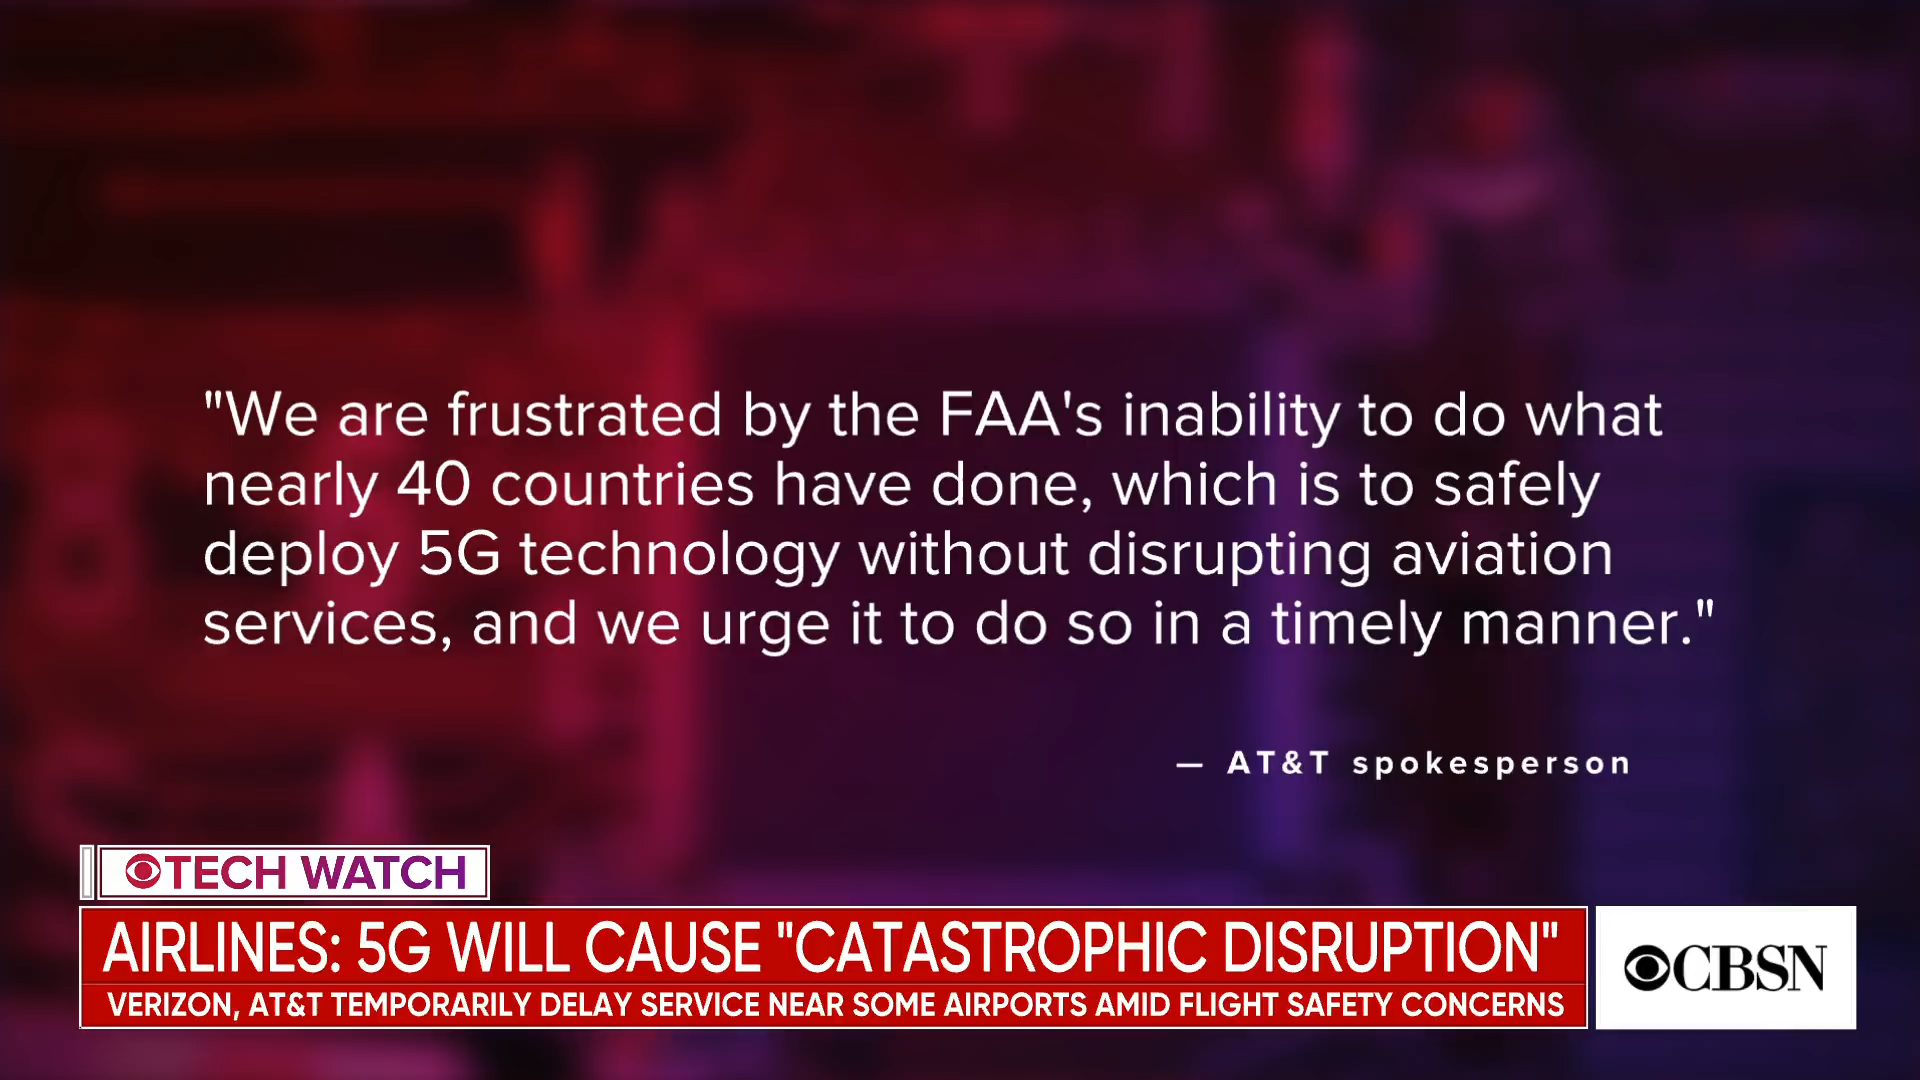 "We are frustrated by the FAA's inability to do what
nearly 40 countries have done, which is to safely
deploy 5G technology without disrupting aviation
services, and we urge it to do so in a timely manner."
— AT&T spokesperson
TECH WATCH
AIRLINES: 5G WILL CAUSE "CATASTROPHIC DISRUPTION"
VERIZON, AT&T TEMPORARILY DELAY SERVICE NEAR SOME AIRPORTS AMID FLIGHT SAFETY CONCERNS
CBSN